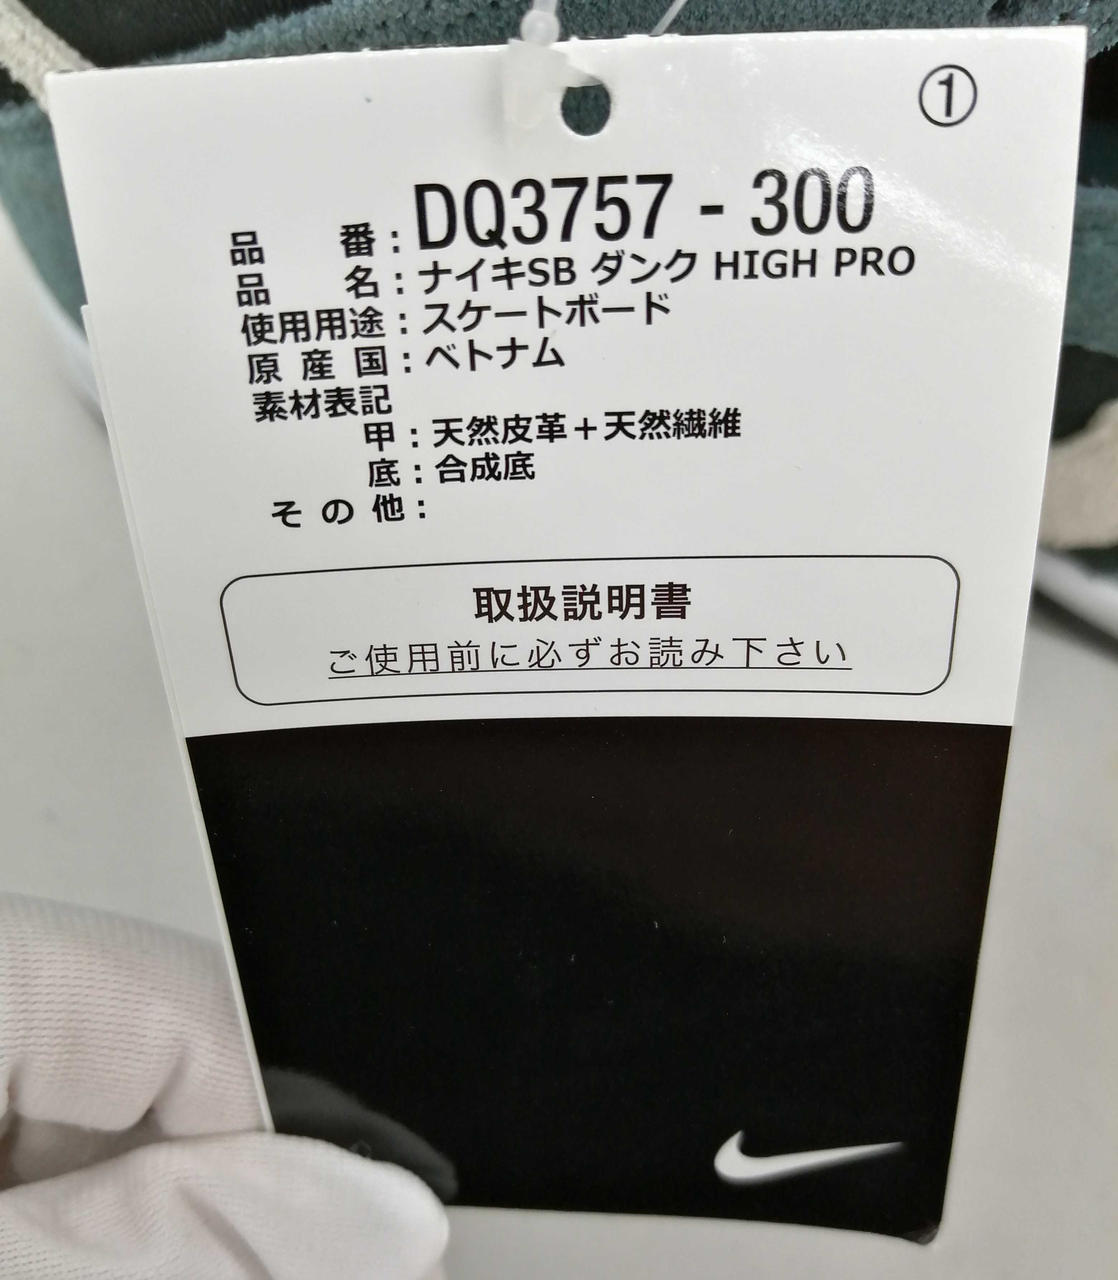 ①
品番:DQ3757-300
品名:ナイキSB ダンク HIGH PRO
使用用途:スケートボード
原産国:ベトナム
素材表記
甲:天然皮革+天然繊維
底:合成底
その他:
取扱説明書
ご使用前に必ずお読み下さい